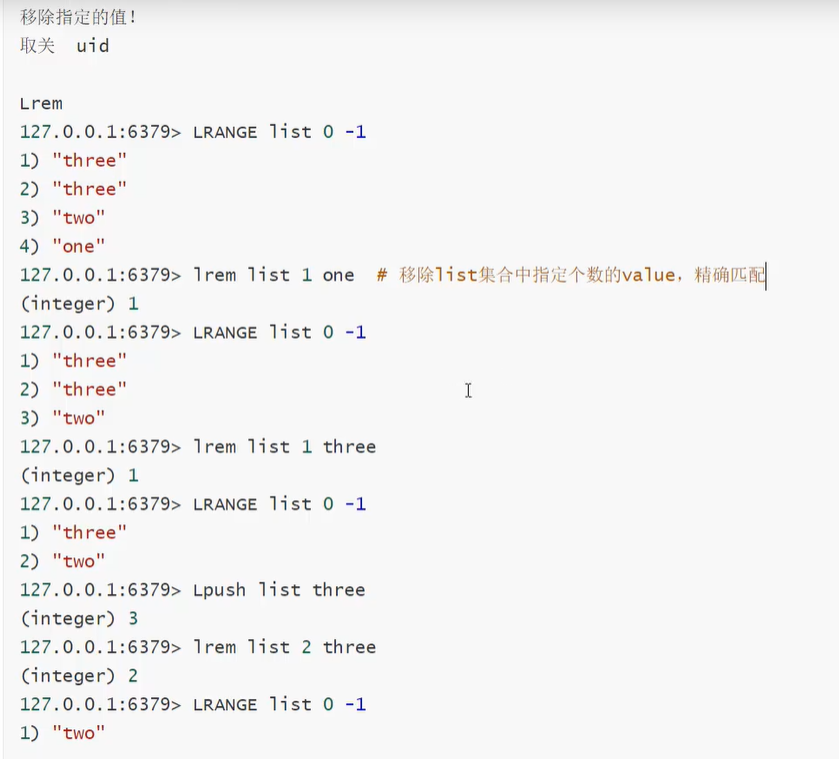 移除指定的值！
取关 uid
Lrem
127.0.0.1:6379> LRANGE list 0 -1
1) "three"
2) "three"
3) "two"
4) "one"
127.0.0.1:6379> lrem list 1 one # 移除list集合中指定个数的value，精确匹配
(integer) 1
127.0.0.1:6379> LRANGE list 0 -1
1) "three"
2) "three"
3) "two"
127.0.0.1:6379> lrem list 1 three
(integer) 1
127.0.0.1:6379> LRANGE list 0 -1
1) "three"
2) "two"
127.0.0.1:6379> Lpush list three
(integer) 3
127.0.0.1:6379> lrem list 2 three
(integer) 2
127.0.0.1:6379> LRANGE list 0 -1
1) "two"